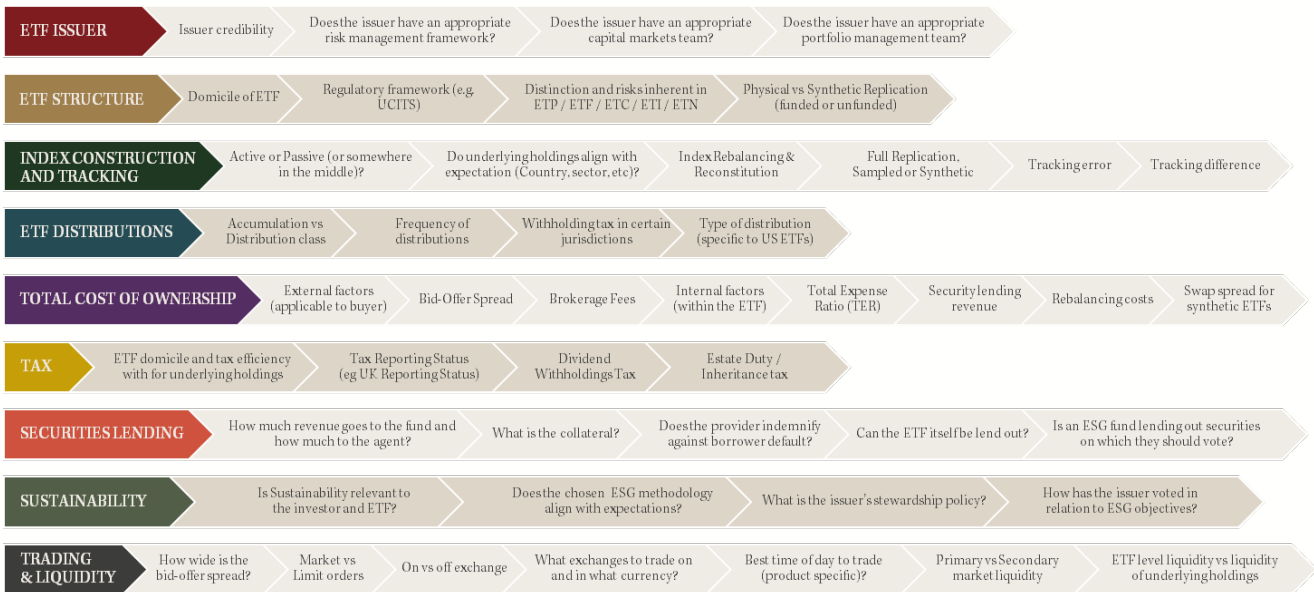 ETF ISSUER
Issuer credibility
Does the issuer have an appropriate
risk management framework?
Does the issuer have an appropriate
capital markets team?
Does the issuer have an appropriate
portfolio management team?
ETF STRUCTURE
Domicile of ETF
Regulatory framework (e.g.
UCITS)
Distinction and risks inherent in
ETP / ETF / ETC / ETI / ETN
Physical vs Synthetic Replication
(funded or unfunded)
INDEX CONSTRUCTION
AND TRACKING
Active or Passive (or somewhere
in the middle)?
Do underlying holdings align with
expectation (Country, sector, etc)?
Index Rebalancing &
Reconstitution
Full Replication,
Sampled or Synthetic
Tracking error
Tracking difference
ETF DISTRIBUTIONS
Accumulation vs
Distribution class
Frequency of
distributions
Withholding tax in certain
jurisdictions
Type of distribution
(specific to US ETFs)
TOTAL COST OF OWNERSHIP
External factors
(applicable to buyer)
Bid-Offer Spread
Brokerage Fees
Internal factors
(within the ETF)
Total Expense
Ratio (TER)
Security lending
revenue
Rebalancing costs
Swap spread for
synthetic ETFs
TAX
ETF domicile and tax efficiency
with for underlying holdings
Tax Reporting Status
(eg UK Reporting Status)
Dividend
Withholdings Tax
Estate Duty /
Inheritance tax
SECURITIES LENDING
How much revenue goes to the fund and
how much to the agent?
What is the collateral?
Does the provider indemnify
against borrower default?
Can the ETF itself be lend out?
Is an ESG fund lending out securities
on which they should vote?
SUSTAINABILITY
Is Sustainability relevant to
the investor and ETF?
Does the chosen ESG methodology
align with expectations?
What is the issuer's stewardship policy?
How has the issuer voted in
relation to ESG objectives?
TRADING
& LIQUIDITY
How wide is the
bid-offer spread?
Market vs
Limit orders
On vs off exchange
What exchanges to trade on
and in what currency?
Best time of day to trade
(product specific)?
Primary vs Secondary
market liquidity
ETF level liquidity vs liquidity
of underlying holdings